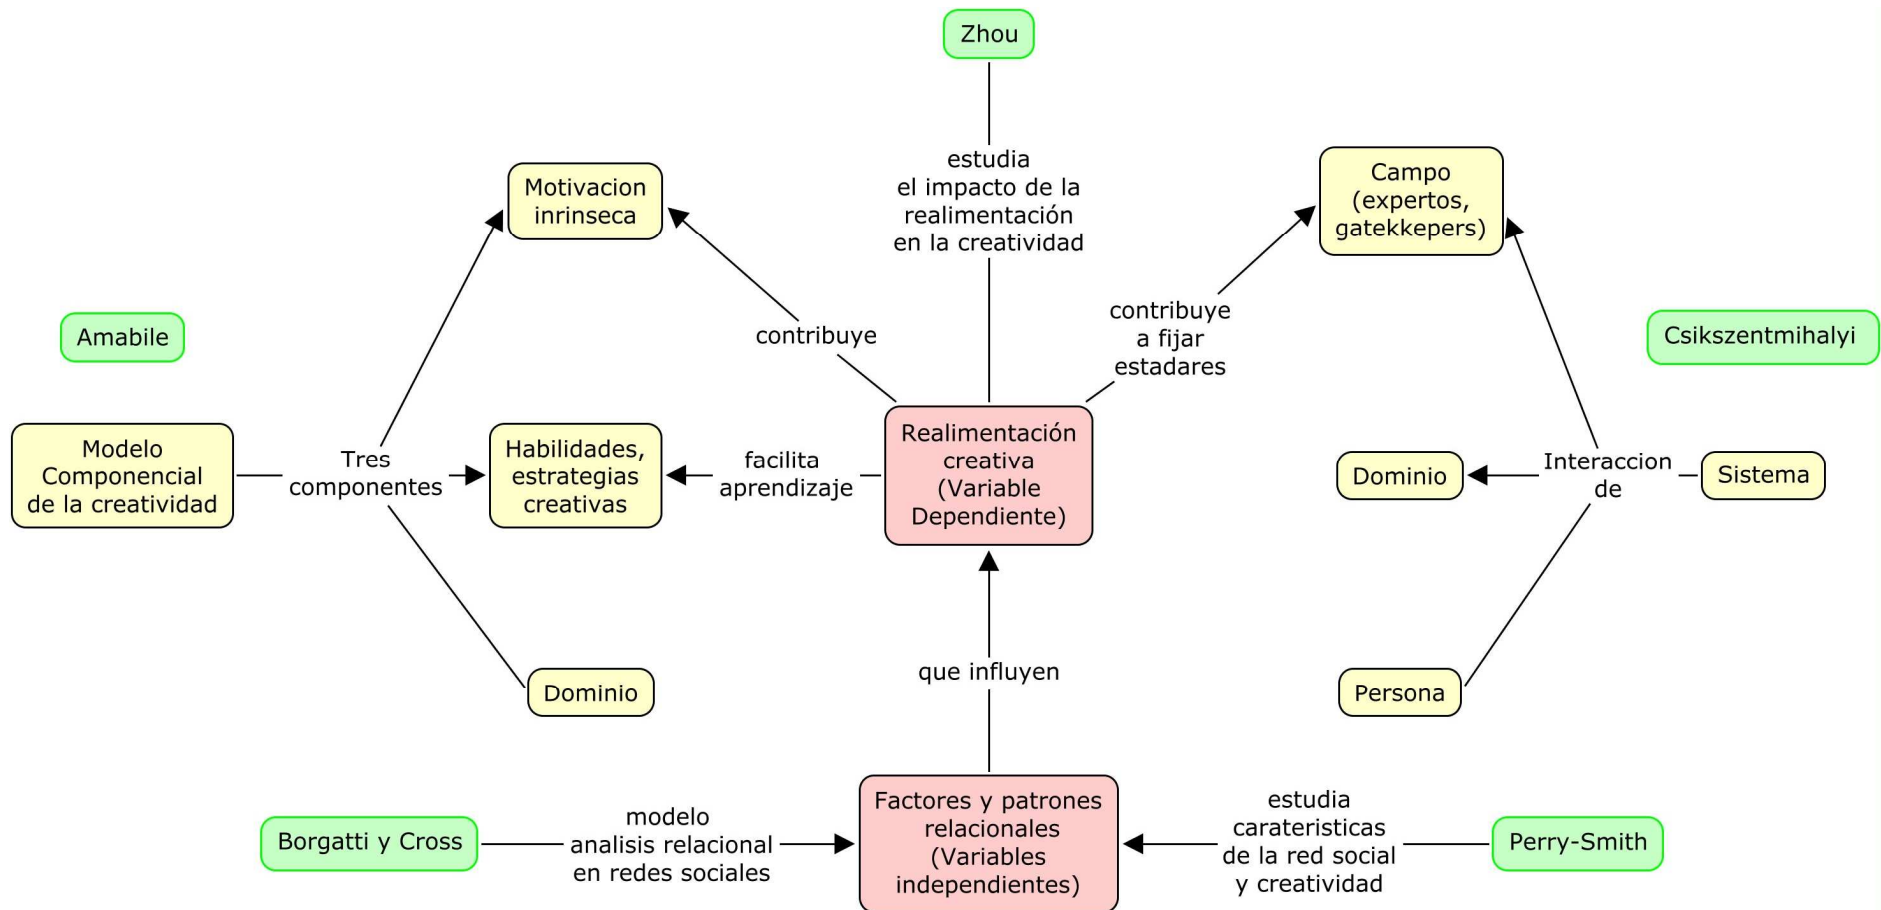 Zhou
estudia
el impacto de la
realimentación
en la creatividad
Motivacion
inrinseca
Campo
(expertos,
gatekkepers)
contribuye
contribuye
a fijar
estadares
Amabile
Csikszentmihalyi
Modelo
Componencial
de la creatividad
Tres
componentes
Habilidades,
estrategias
creativas
facilita
aprendizaje
Realimentación
creativa
(Variable
Dependiente)
Dominio
Interaccion
de
Sistema
que influyen
Dominio
Persona
Borgatti y Cross
modelo
analisis relacional
en redes sociales
Factores y patrones
relacionales
(Variables
independientes)
estudia
carateristicas
de la red social
y creatividad
Perry-Smith